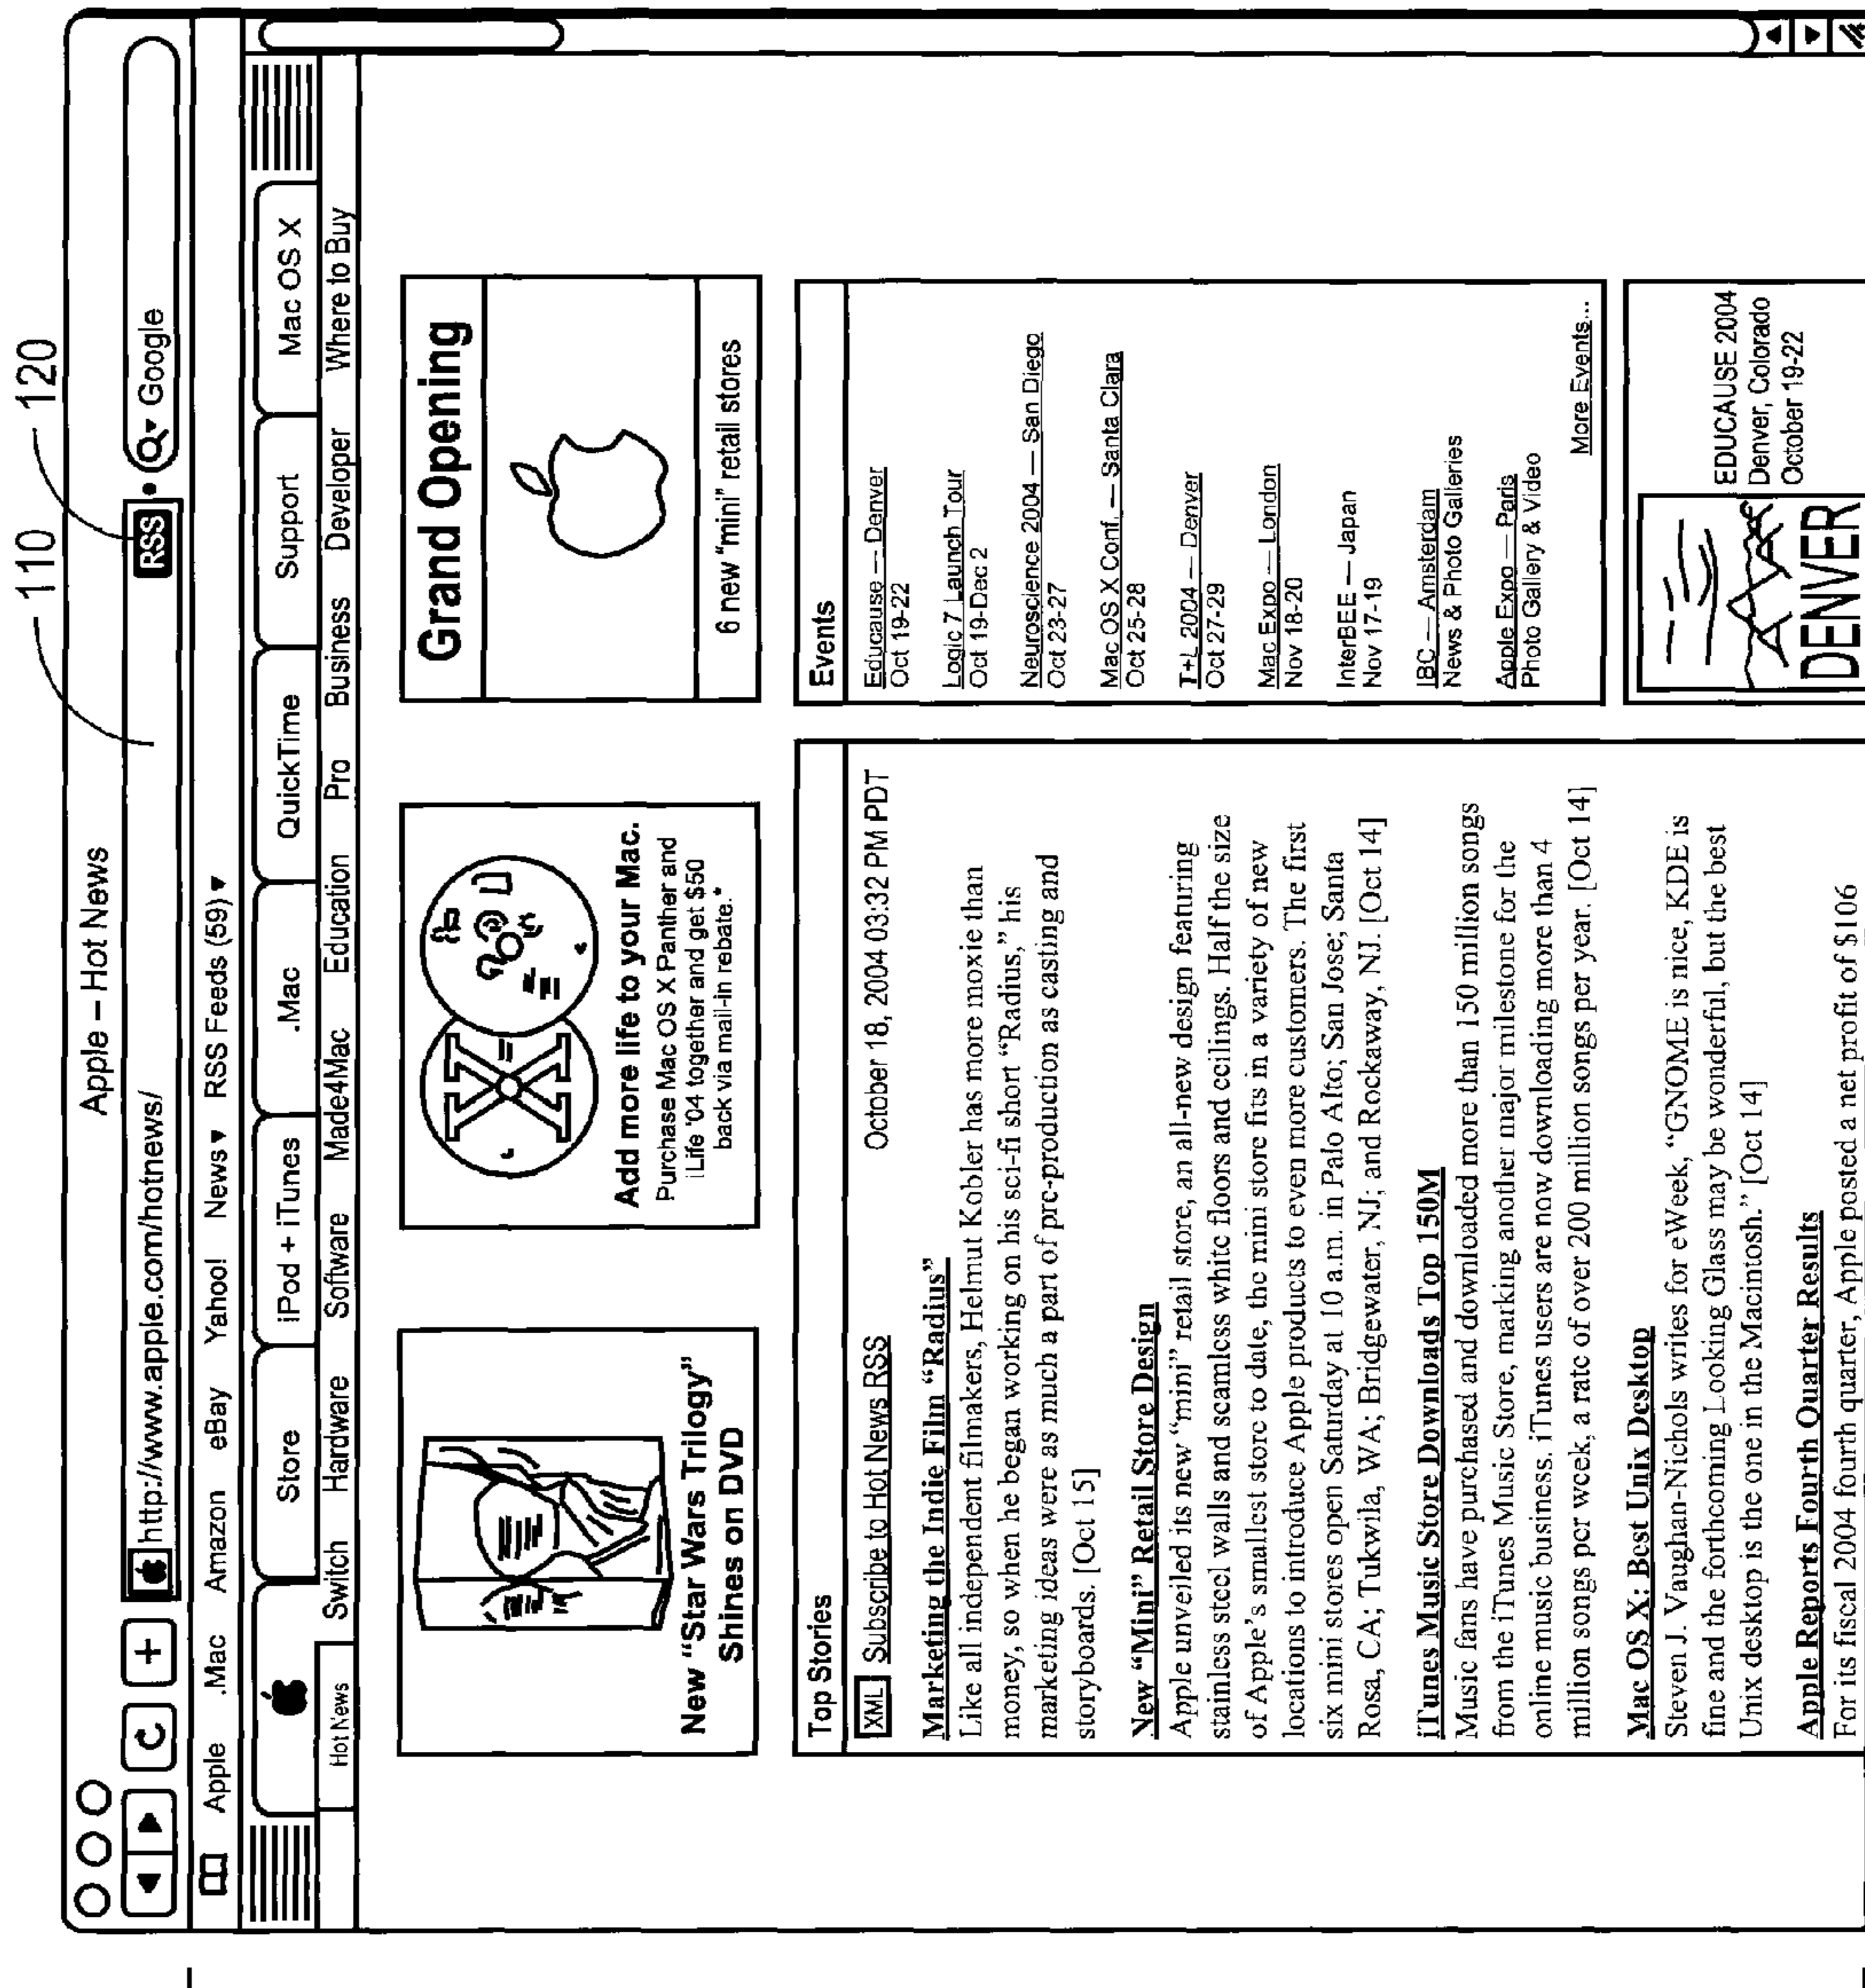 110
120
Apple – Hot News
http://www.apple.com/hotnews/
RSS
Google
Apple .Mac Amazon eBay Yahoo! News ▾ RSS Feeds (59) ▾
Store iPod + iTunes .Mac QuickTime Support Mac OS X
Hot News Switch Hardware Software Made4Mac Education Pro Business Developer Where to Buy
New “Star Wars Trilogy”
Shines on DVD
X
Add more life to your Mac.
Purchase Mac OS X Panther and
iLife '04 together and get $50
back via mail-in rebate.*
Grand Opening
6 new “mini” retail stores
Top Stories
XML Subscribe to Hot News RSS October 18, 2004 03:32 PM PDT
Marketing the Indie Film “Radius”
Like all independent filmakers, Helmut Kobler has more moxie than
money, so when he began working on his sci-fi short “Radius,” his
marketing ideas were as much a part of pre-production as casting and
storyboards. [Oct 15]
New “Mini” Retail Store Design
Apple unveiled its new “mini” retail store, an all-new design featuring
stainless steel walls and seamless white floors and ceilings. Half the size
of Apple’s smallest store to date, the mini store fits in a variety of new
locations to introduce Apple products to even more customers. The first
six mini stores open Saturday at 10 a.m. in Palo Alto; San Jose; Santa
Rosa, CA; Tukwila, WA; Bridgewater, NJ; and Rockaway, NJ. [Oct 14]
iTunes Music Store Downloads Top 150M
Music fans have purchased and downloaded more than 150 million songs
from the iTunes Music Store, marking another major milestone for the
online music business. iTunes users are now downloading more than 4
million songs per week, a rate of over 200 million songs per year. [Oct 14]
Mac OS X: Best Unix Desktop
Steven J. Vaughan-Nichols writes for eWeek, “GNOME is nice, KDE is
fine and the forthcoming Looking Glass may be wonderful, but the best
Unix desktop is the one in the Macintosh.” [Oct 14]
Apple Reports Fourth Quarter Results
For its fiscal 2004 fourth quarter, Apple posted a net profit of $106
Events
Educause — Denver
Oct 19-22
Logic 7 Launch Tour
Oct 19-Dec 2
Neuroscience 2004 — San Diego
Oct 23-27
Mac OS X Conf. — Santa Clara
Oct 25-28
T+L 2004 — Denver
Oct 27-29
Mac Expo — London
Nov 18-20
InterBEE — Japan
Nov 17-19
IBC — Amsterdam
News & Photo Galleries
Apple Expo — Paris
Photo Gallery & Video
More Events...
DENVER
EDUCAUSE 2004
Denver, Colorado
October 19-22